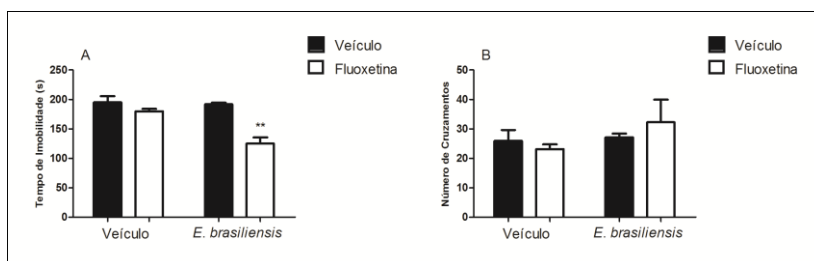 A
Veículo
Fluoxetina
Tempo de Imobilidade (s)
250
200
150
100
50
0
**
Veículo
E. brasiliensis
B
Veículo
Fluoxetina
Número de Cruzamentos
50
40
30
20
10
0
Veículo
E. brasiliensis